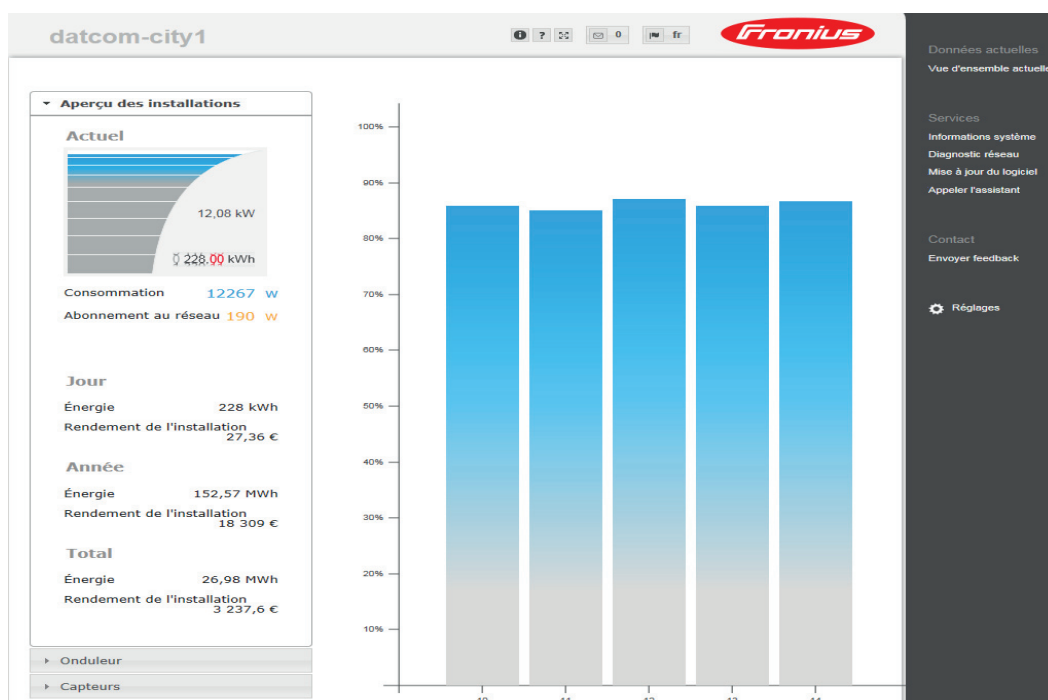 datcom-city1
? 0 fr
Fronius
Données actuelles
Vue d'ensemble actuelle
Services
Informations système
Diagnostic réseau
Mise à jour du logiciel
Appeler l'assistant
Contact
Envoyer feedback
Réglages
Aperçu des installations
Actuel
12,08 kW
228.00 kWh
Consommation 12267 W
Abonnement au réseau 190 W
Jour
Énergie 228 kWh
Rendement de l'installation
27,36 €
Année
Énergie 152,57 MWh
Rendement de l'installation
18 309 €
Total
Énergie 26,98 MWh
Rendement de l'installation
3 237,6 €
Onduleur
Capteurs
100%
90%
80%
70%
60%
50%
40%
30%
20%
10%